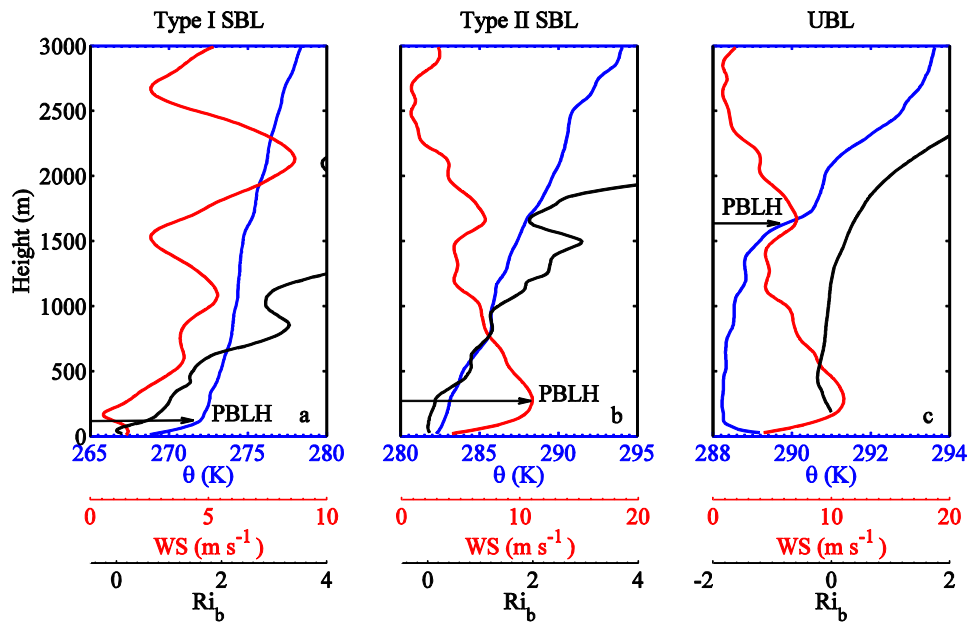 Type I SBL Type II SBL UBL
3000
2500
2000
1500
1000
500
0
Height (m)
PBLH
PBLH
PBLH
a b c
265 270 275 280 280 285 290 295 288 290 292 294
θ (K) θ (K) θ (K)
0 5 10 0 10 20 0 10 20
WS (m s-1) WS (m s-1) WS (m s-1)
0 2 4 0 2 4 -2 0 2
Rib Rib Rib